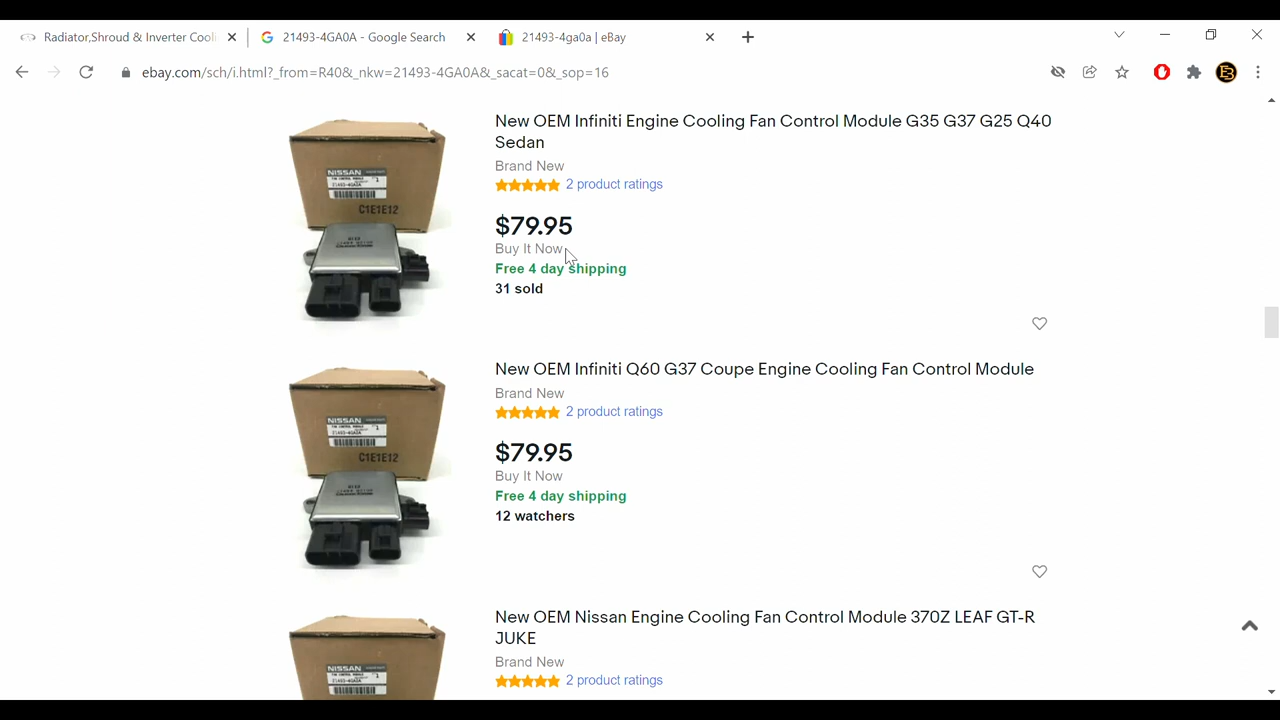 Radiator,Shroud & Inverter Cooli
21493-4GA0A - Google Search
21493-4ga0a | eBay
ebay.com/sch/i.html?_from=R40&_nkw=21493-4GA0A&_sacat=0&_sop=16
New OEM Infiniti Engine Cooling Fan Control Module G35 G37 G25 Q40
Sedan
Brand New
2 product ratings
$79.95
Buy It Now
Free 4 day shipping
31 sold
NISSAN
C1E1E12
New OEM Infiniti Q60 G37 Coupe Engine Cooling Fan Control Module
Brand New
2 product ratings
$79.95
Buy It Now
Free 4 day shipping
12 watchers
NISSAN
C1E1E12
New OEM Nissan Engine Cooling Fan Control Module 370Z LEAF GT-R
JUKE
Brand New
2 product ratings
NISSAN